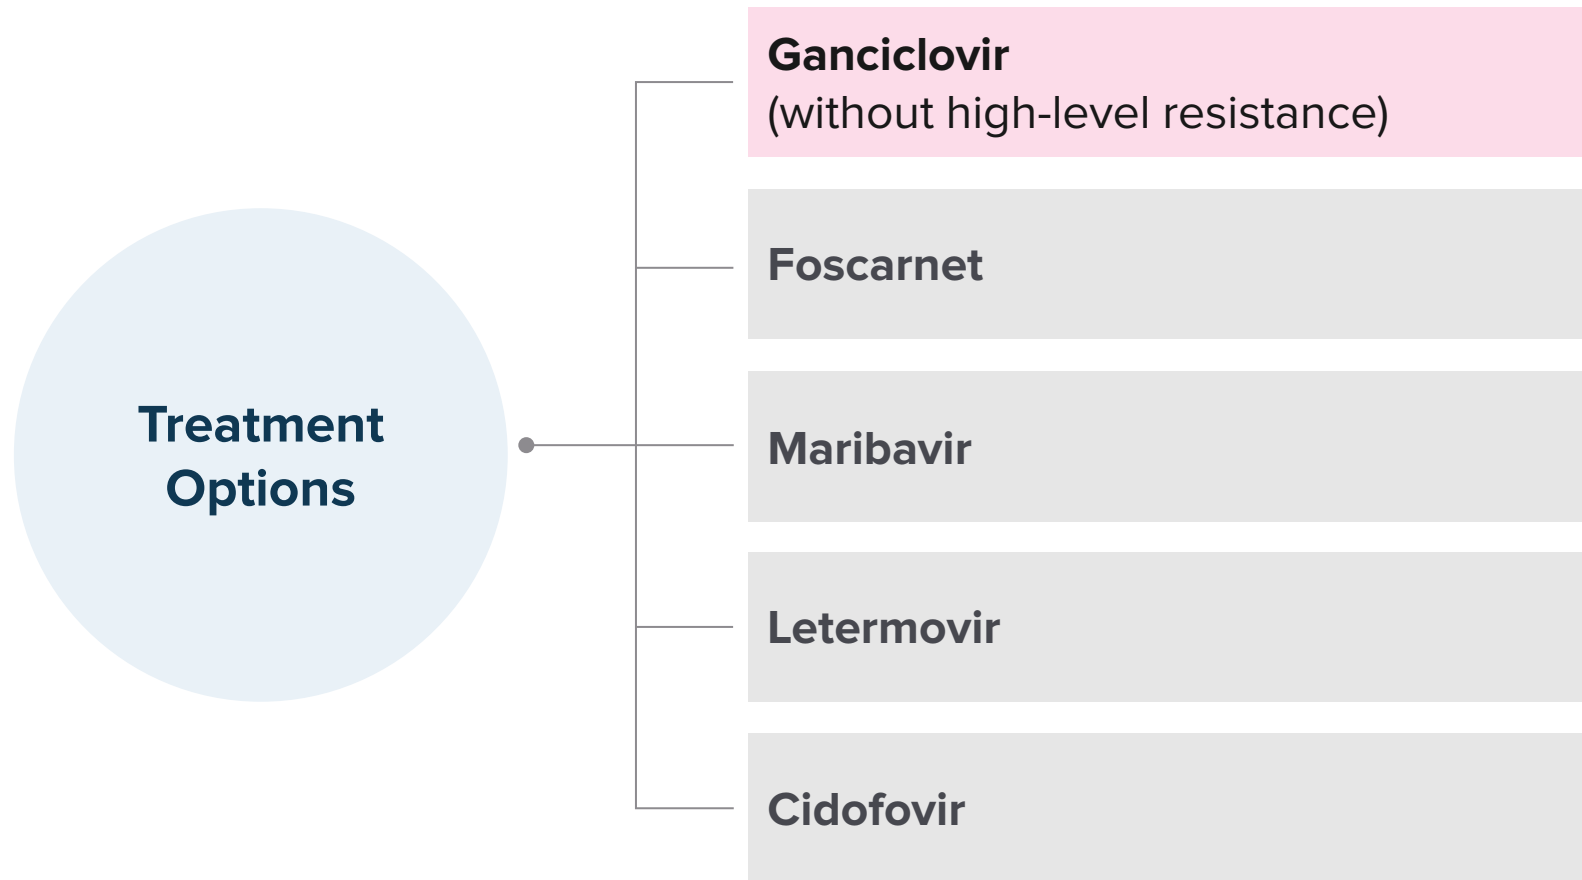 Treatment
Options
Ganciclovir
(without high-level resistance)
Foscarnet
Maribavir
Letermovir
Cidofovir